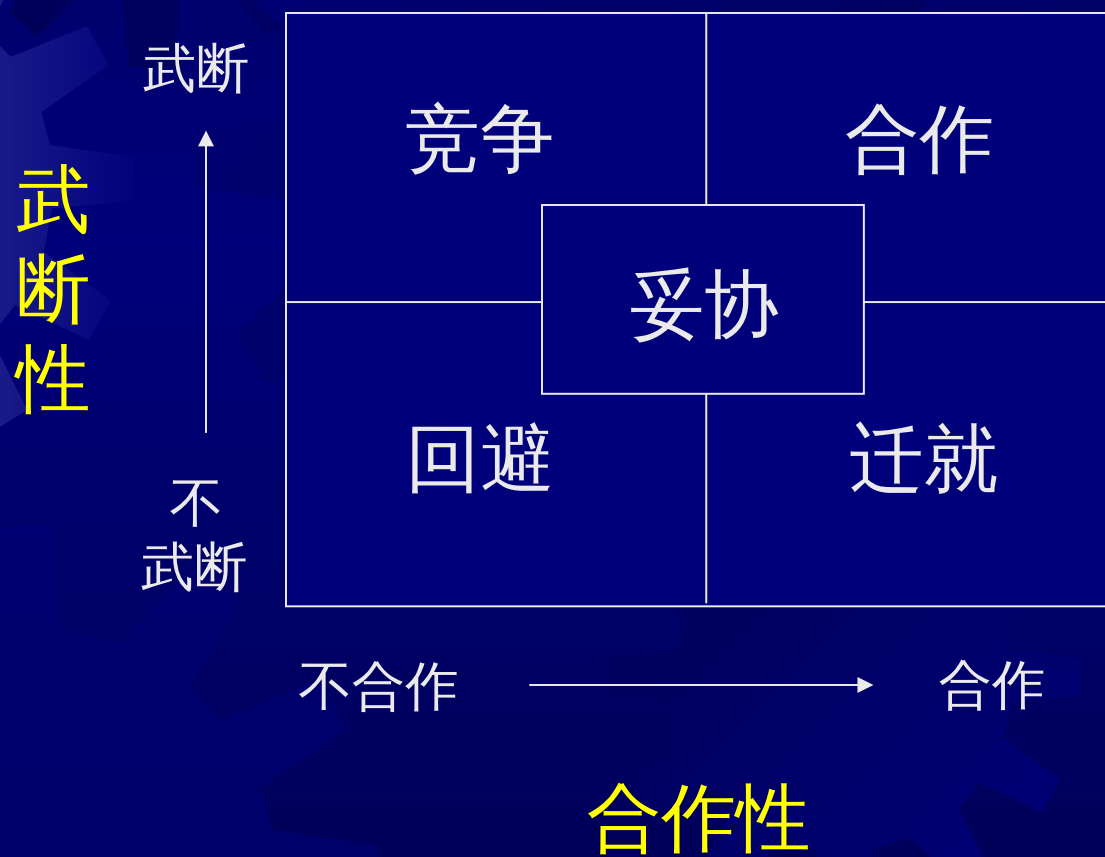 武断
竞争
合作
武
断
性
妥协
回避
迁就
不
武断
不合作
合作
合作性